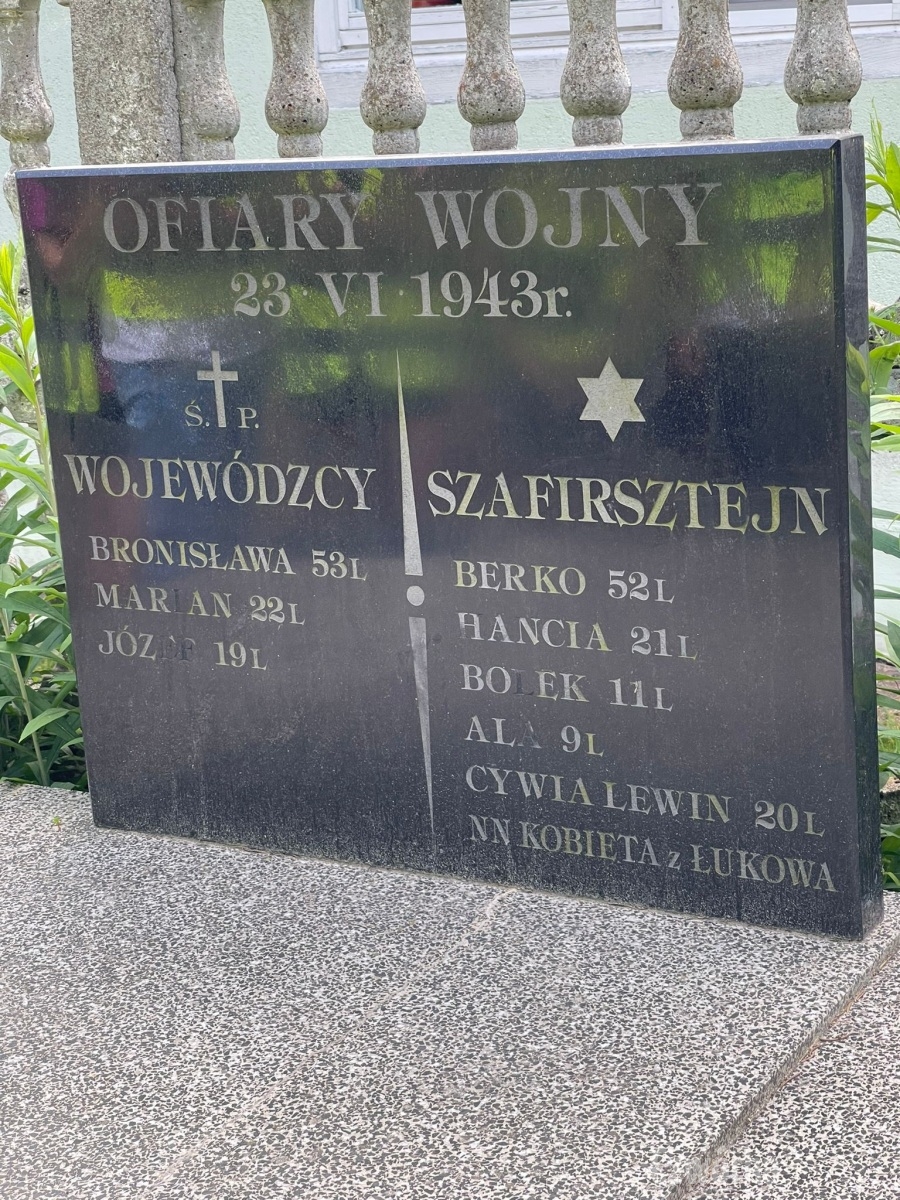 OFIARY WOJNY
23 · VI · 1943r.
Ś. P.
WOJEWÓDZCY
BRONISŁAWA 53L
MARIAN 22L
JÓZEF 19L
SZAFIRSZTEJN
BERKO 52L
HANCIA 21L
BOLEK 11L
ALA 9L
CYWIA LEWIN 20L
NN KOBIETA z ŁUKOWA